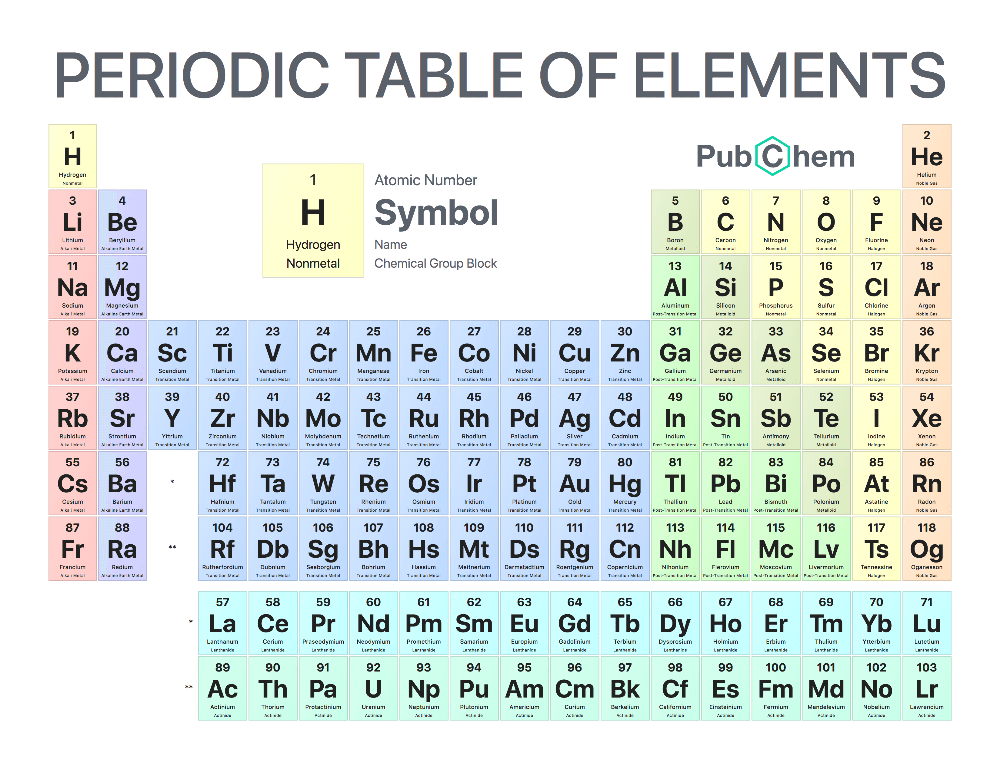 PERIODIC TABLE OF ELEMENTS
1 2
H He
Hydrogen Helium
Nonmetal Noble Gas
PubChem
1 Atomic Number
H Symbol
Hydrogen Name
Nonmetal Chemical Group Block
3 4 5 6 7 8 9 10
Li Be B C N O F Ne
Lithium Beryllium Boron Carbon Nitrogen Oxygen Fluorine Neon
Alkali Metal Alkaline Earth Metal Metalloid Nonmetal Nonmetal Nonmetal Halogen Noble Gas
11 12 13 14 15 16 17 18
Na Mg Al Si P S Cl Ar
Sodium Magnesium Aluminum Silicon Phosphorus Sulfur Chlorine Argon
Alkali Metal Alkaline Earth Metal Post-Transition Metal Metalloid Nonmetal Nonmetal Halogen Noble Gas
19 20 21 22 23 24 25 26 27 28 29 30 31 32 33 34 35 36
K Ca Sc Ti V Cr Mn Fe Co Ni Cu Zn Ga Ge As Se Br Kr
Potassium Calcium Scandium Titanium Vanadium Chromium Manganese Iron Cobalt Nickel Copper Zinc Gallium Germanium Arsenic Selenium Bromine Krypton
Alkali Metal Alkaline Earth Metal Transition Metal Transition Metal Transition Metal Transition Metal Transition Metal Transition Metal Transition Metal Transition Metal Transition Metal Transition Metal Post-Transition Metal Metalloid Metalloid Nonmetal Halogen Noble Gas
37 38 39 40 41 42 43 44 45 46 47 48 49 50 51 52 53 54
Rb Sr Y Zr Nb Mo Tc Ru Rh Pd Ag Cd In Sn Sb Te I Xe
Rubidium Strontium Yttrium Zirconium Niobium Molybdenum Technetium Ruthenium Rhodium Palladium Silver Cadmium Indium Tin Antimony Tellurium Iodine Xenon
Alkali Metal Alkaline Earth Metal Transition Metal Transition Metal Transition Metal Transition Metal Transition Metal Transition Metal Transition Metal Transition Metal Transition Metal Transition Metal Post-Transition Metal Post-Transition Metal Metalloid Metalloid Halogen Noble Gas
55 56 * 72 73 74 75 76 77 78 79 80 81 82 83 84 85 86
Cs Ba Hf Ta W Re Os Ir Pt Au Hg Tl Pb Bi Po At Rn
Cesium Barium Hafnium Tantalum Tungsten Rhenium Osmium Iridium Platinum Gold Mercury Thallium Lead Bismuth Polonium Astatine Radon
Alkali Metal Alkaline Earth Metal Transition Metal Transition Metal Transition Metal Transition Metal Transition Metal Transition Metal Transition Metal Transition Metal Transition Metal Post-Transition Metal Post-Transition Metal Post-Transition Metal Metalloid Halogen Noble Gas
87 88 ** 104 105 106 107 108 109 110 111 112 113 114 115 116 117 118
Fr Ra Rf Db Sg Bh Hs Mt Ds Rg Cn Nh Fl Mc Lv Ts Og
Francium Radium Rutherfordium Dubnium Seaborgium Bohrium Hassium Meitnerium Darmstadtium Roentgenium Copernicium Nihonium Flerovium Moscovium Livermorium Tennessine Oganesson
Alkali Metal Alkaline Earth Metal Transition Metal Transition Metal Transition Metal Transition Metal Transition Metal Transition Metal Transition Metal Transition Metal Transition Metal Post-Transition Metal Post-Transition Metal Post-Transition Metal Post-Transition Metal Halogen Noble Gas
* 57 58 59 60 61 62 63 64 65 66 67 68 69 70 71
La Ce Pr Nd Pm Sm Eu Gd Tb Dy Ho Er Tm Yb Lu
Lanthanum Cerium Praseodymium Neodymium Promethium Samarium Europium Gadolinium Terbium Dysprosium Holmium Erbium Thulium Ytterbium Lutetium
Lanthanide Lanthanide Lanthanide Lanthanide Lanthanide Lanthanide Lanthanide Lanthanide Lanthanide Lanthanide Lanthanide Lanthanide Lanthanide Lanthanide Lanthanide
** 89 90 91 92 93 94 95 96 97 98 99 100 101 102 103
Ac Th Pa U Np Pu Am Cm Bk Cf Es Fm Md No Lr
Actinium Thorium Protactinium Uranium Neptunium Plutonium Americium Curium Berkelium Californium Einsteinium Fermium Mendelevium Nobelium Lawrencium
Actinide Actinide Actinide Actinide Actinide Actinide Actinide Actinide Actinide Actinide Actinide Actinide Actinide Actinide Actinide